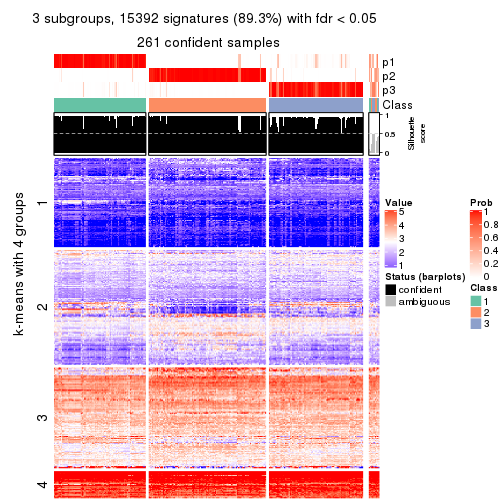 3 subgroups, 15392 signatures (89.3%) with fdr < 0.05
261 confident samples
p1
p2
p3
Class
1
0.5
0
Silhouette
score
k-means with 4 groups
1
2
3
4
Value
5
4
3
2
1
Status (barplots)
confident
ambiguous
Prob
1
0.8
0.6
0.4
0.2
0
Class
1
2
3